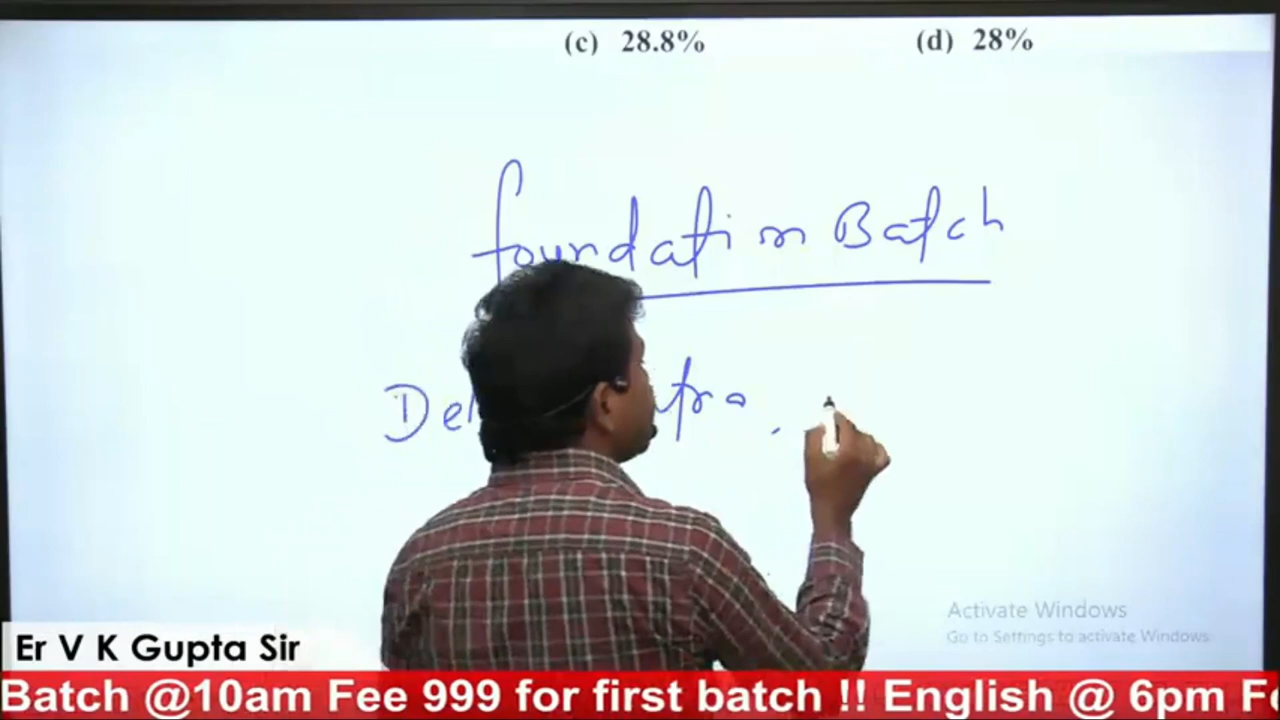 (c) 28.8% (d) 28%
foundation Batch
Activate Windows
Go to Settings to activate Windows.
Er V K Gupta Sir
Batch @10am Fee 999 for first batch !! English @ 6pm Fe